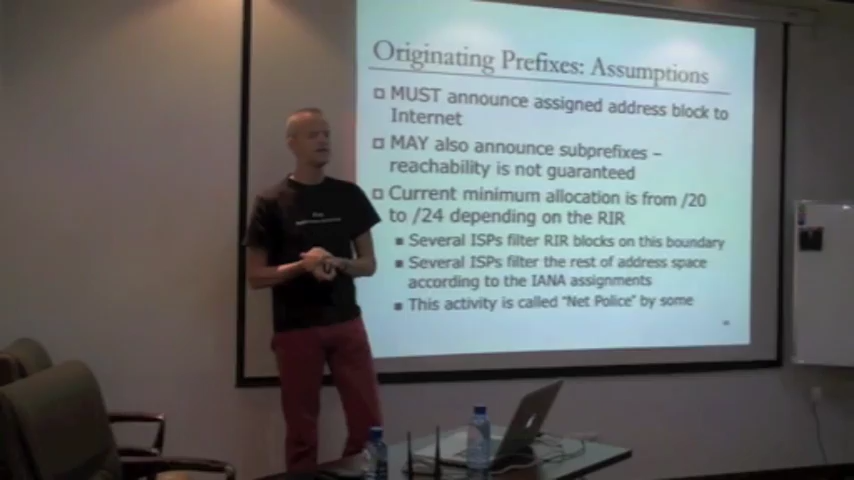 Originating Prefixes: Assumptions
MUST announce assigned address block to
Internet
MAY also announce subprefixes –
reachability is not guaranteed
Current minimum allocation is from /20
to /24 depending on the RIR
Several ISPs filter RIR blocks on this boundary
Several ISPs filter the rest of address space
according to the IANA assignments
This activity is called "Net Police" by some